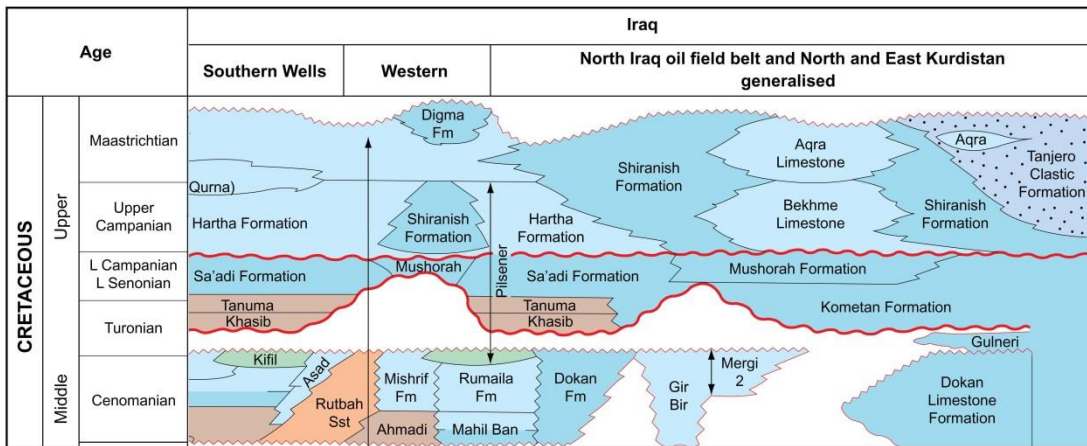 Age
Iraq
Southern Wells
Western
North Iraq oil field belt and North and East Kurdistan
generalised
CRETACEOUS
Upper
Middle
Maastrichtian
Upper
Campanian
L Campanian
L Senonian
Turonian
Cenomanian
Digma
Fm
Qurna)
Hartha Formation
Shiranish
Formation
Hartha
Formation
Shiranish
Formation
Aqra
Limestone
Bekhme
Limestone
Aqra
Tanjero
Clastic
Formation
Shiranish
Formation
Sa'adi Formation
Mushorah
Pilsener
Sa'adi Formation
Mushorah Formation
Tanuma
Khasib
Tanuma
Khasib
Kometan Formation
Gulneri
Kifil
Asad
Rutbah
Sst
Mishrif
Fm
Ahmadi
Rumaila
Fm
Mahil Ban
Dokan
Fm
Gir
Bir
Mergi
2
Dokan
Limestone
Formation